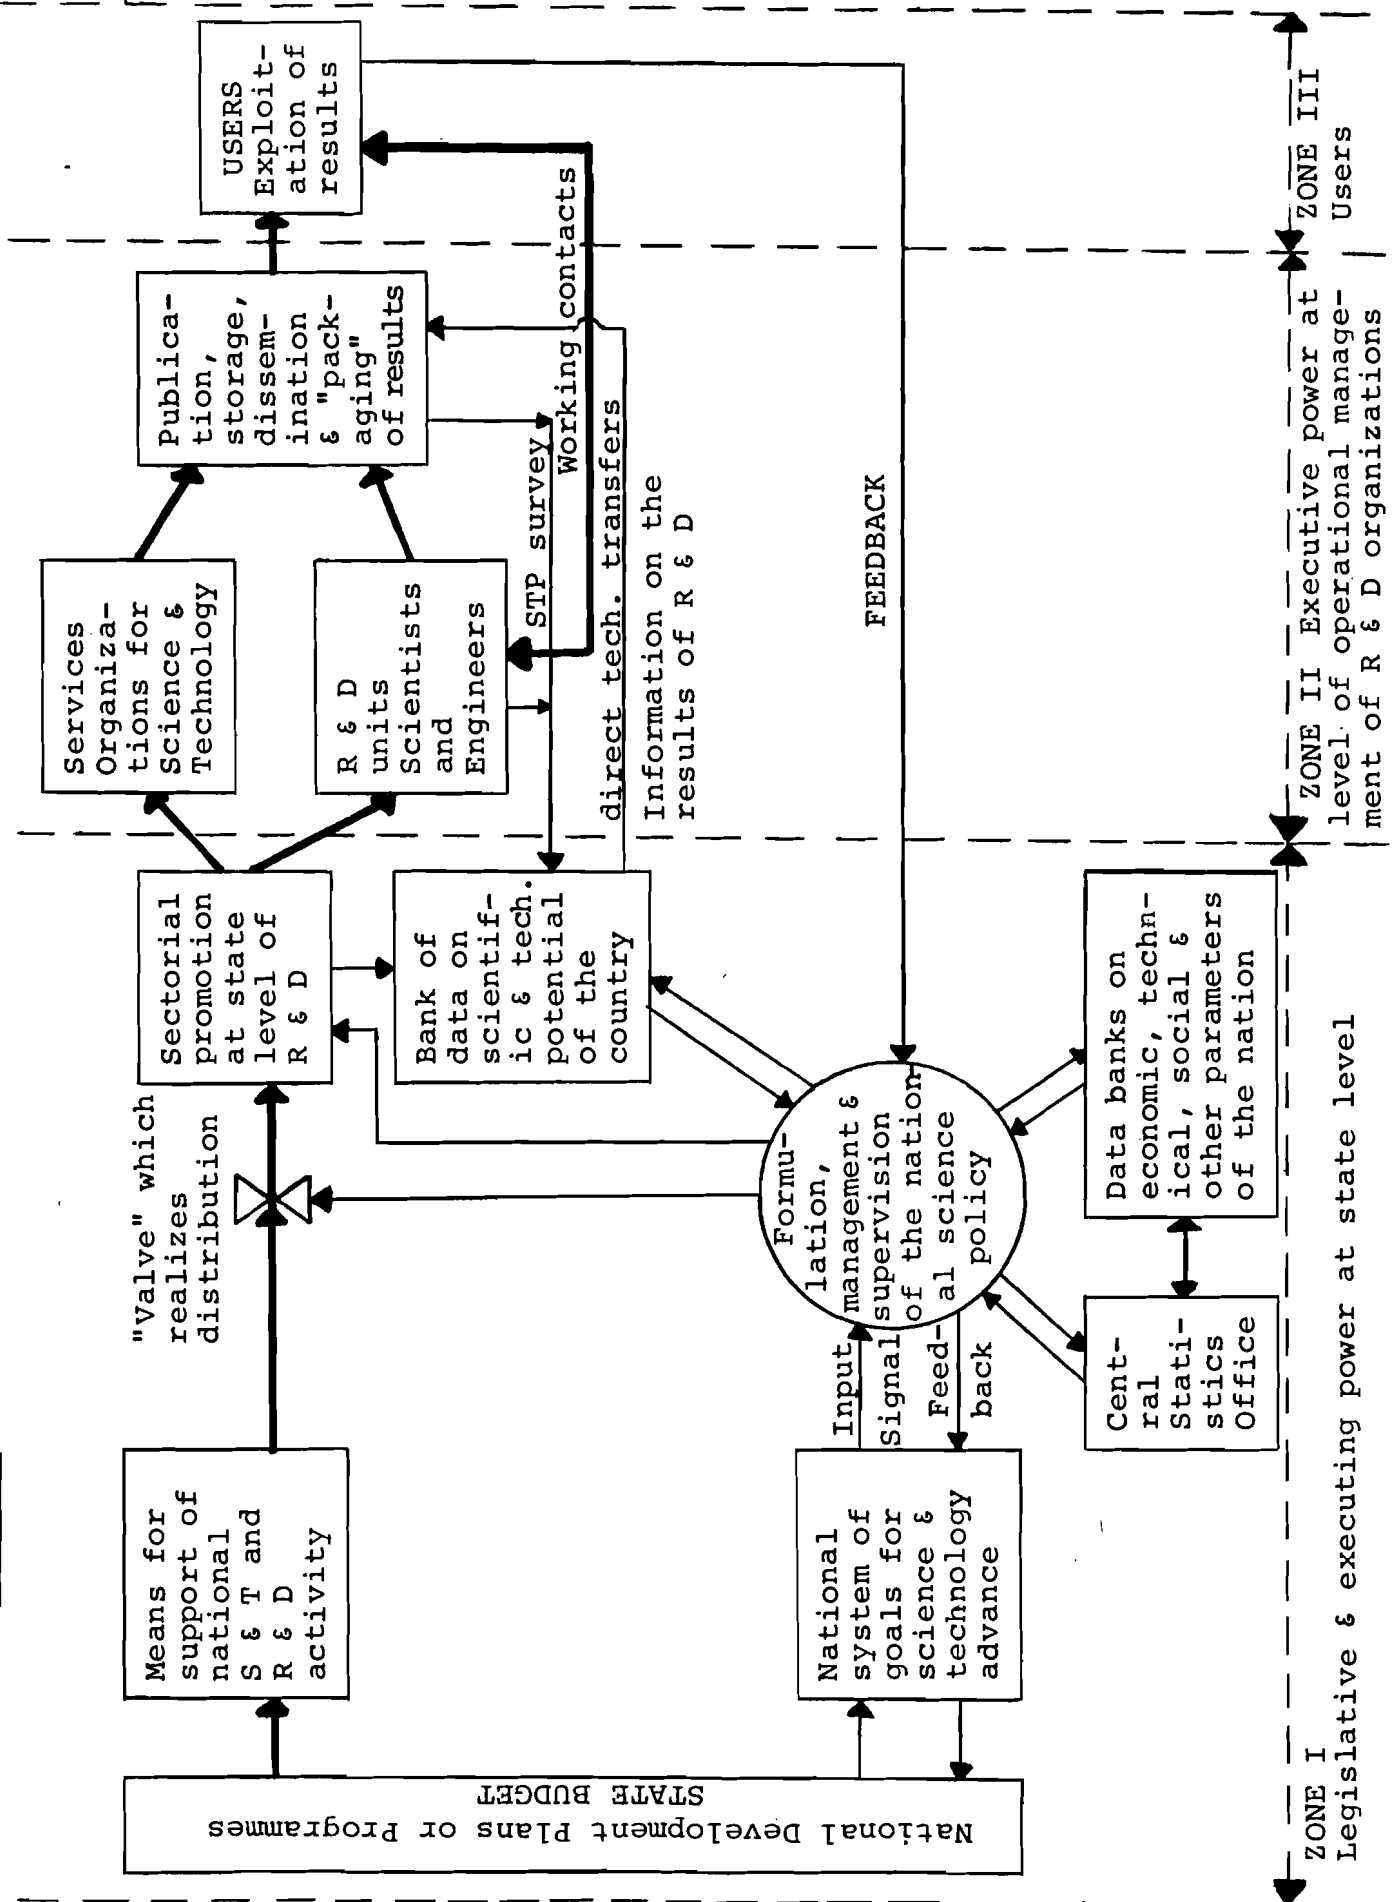 National Development Plans or Programmes
STATE BUDGET
Means for
support of
national
S & T and
R & D
activity
"Valve" which
realizes
distribution
Sectorial
promotion
at state
level of
R & D
Services
Organiza-
tions for
Science &
Technology
R & D
units
Scientists
and
Engineers
Publica-
tion,
storage,
dissem-
ination
& "pack-
aging"
of results
USERS
Exploit-
ation of
results
Bank of
data on
scientif-
ic & tech.
potential
of the
country
STP survey
Working contacts
direct tech. transfers
Information on the
results of R & D
FEEDBACK
National
system of
goals for
science &
technology
advance
Input
Signal
Feed-
back
Formu-
lation,
management &
supervision
of the nation-
al science
policy
Cent-
ral
Stati-
stics
Office
Data banks on
economic, techn-
ical, social &
other parameters
of the nation
ZONE I
Legislative & executing power at state level
ZONE II Executive power at
level of operational manage-
ment of R & D organizations
ZONE III
Users